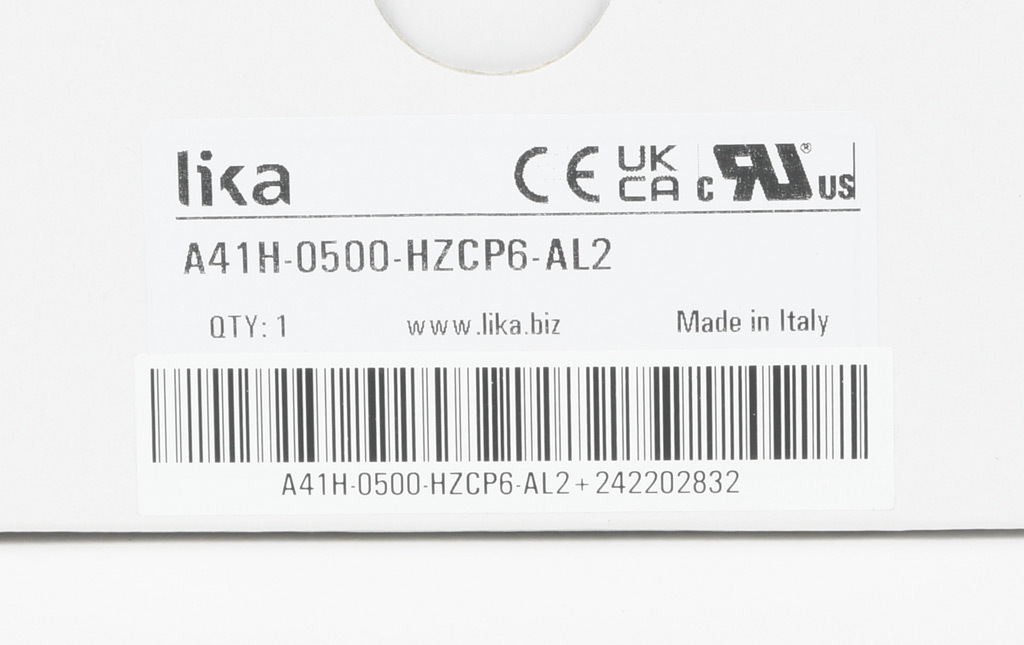 lika CE UK CA c RU ® US
A41H-0500-HZCP6-AL2
QTY: 1 www.lika.biz Made in Italy
A41H-0500-HZCP6-AL2+242202832